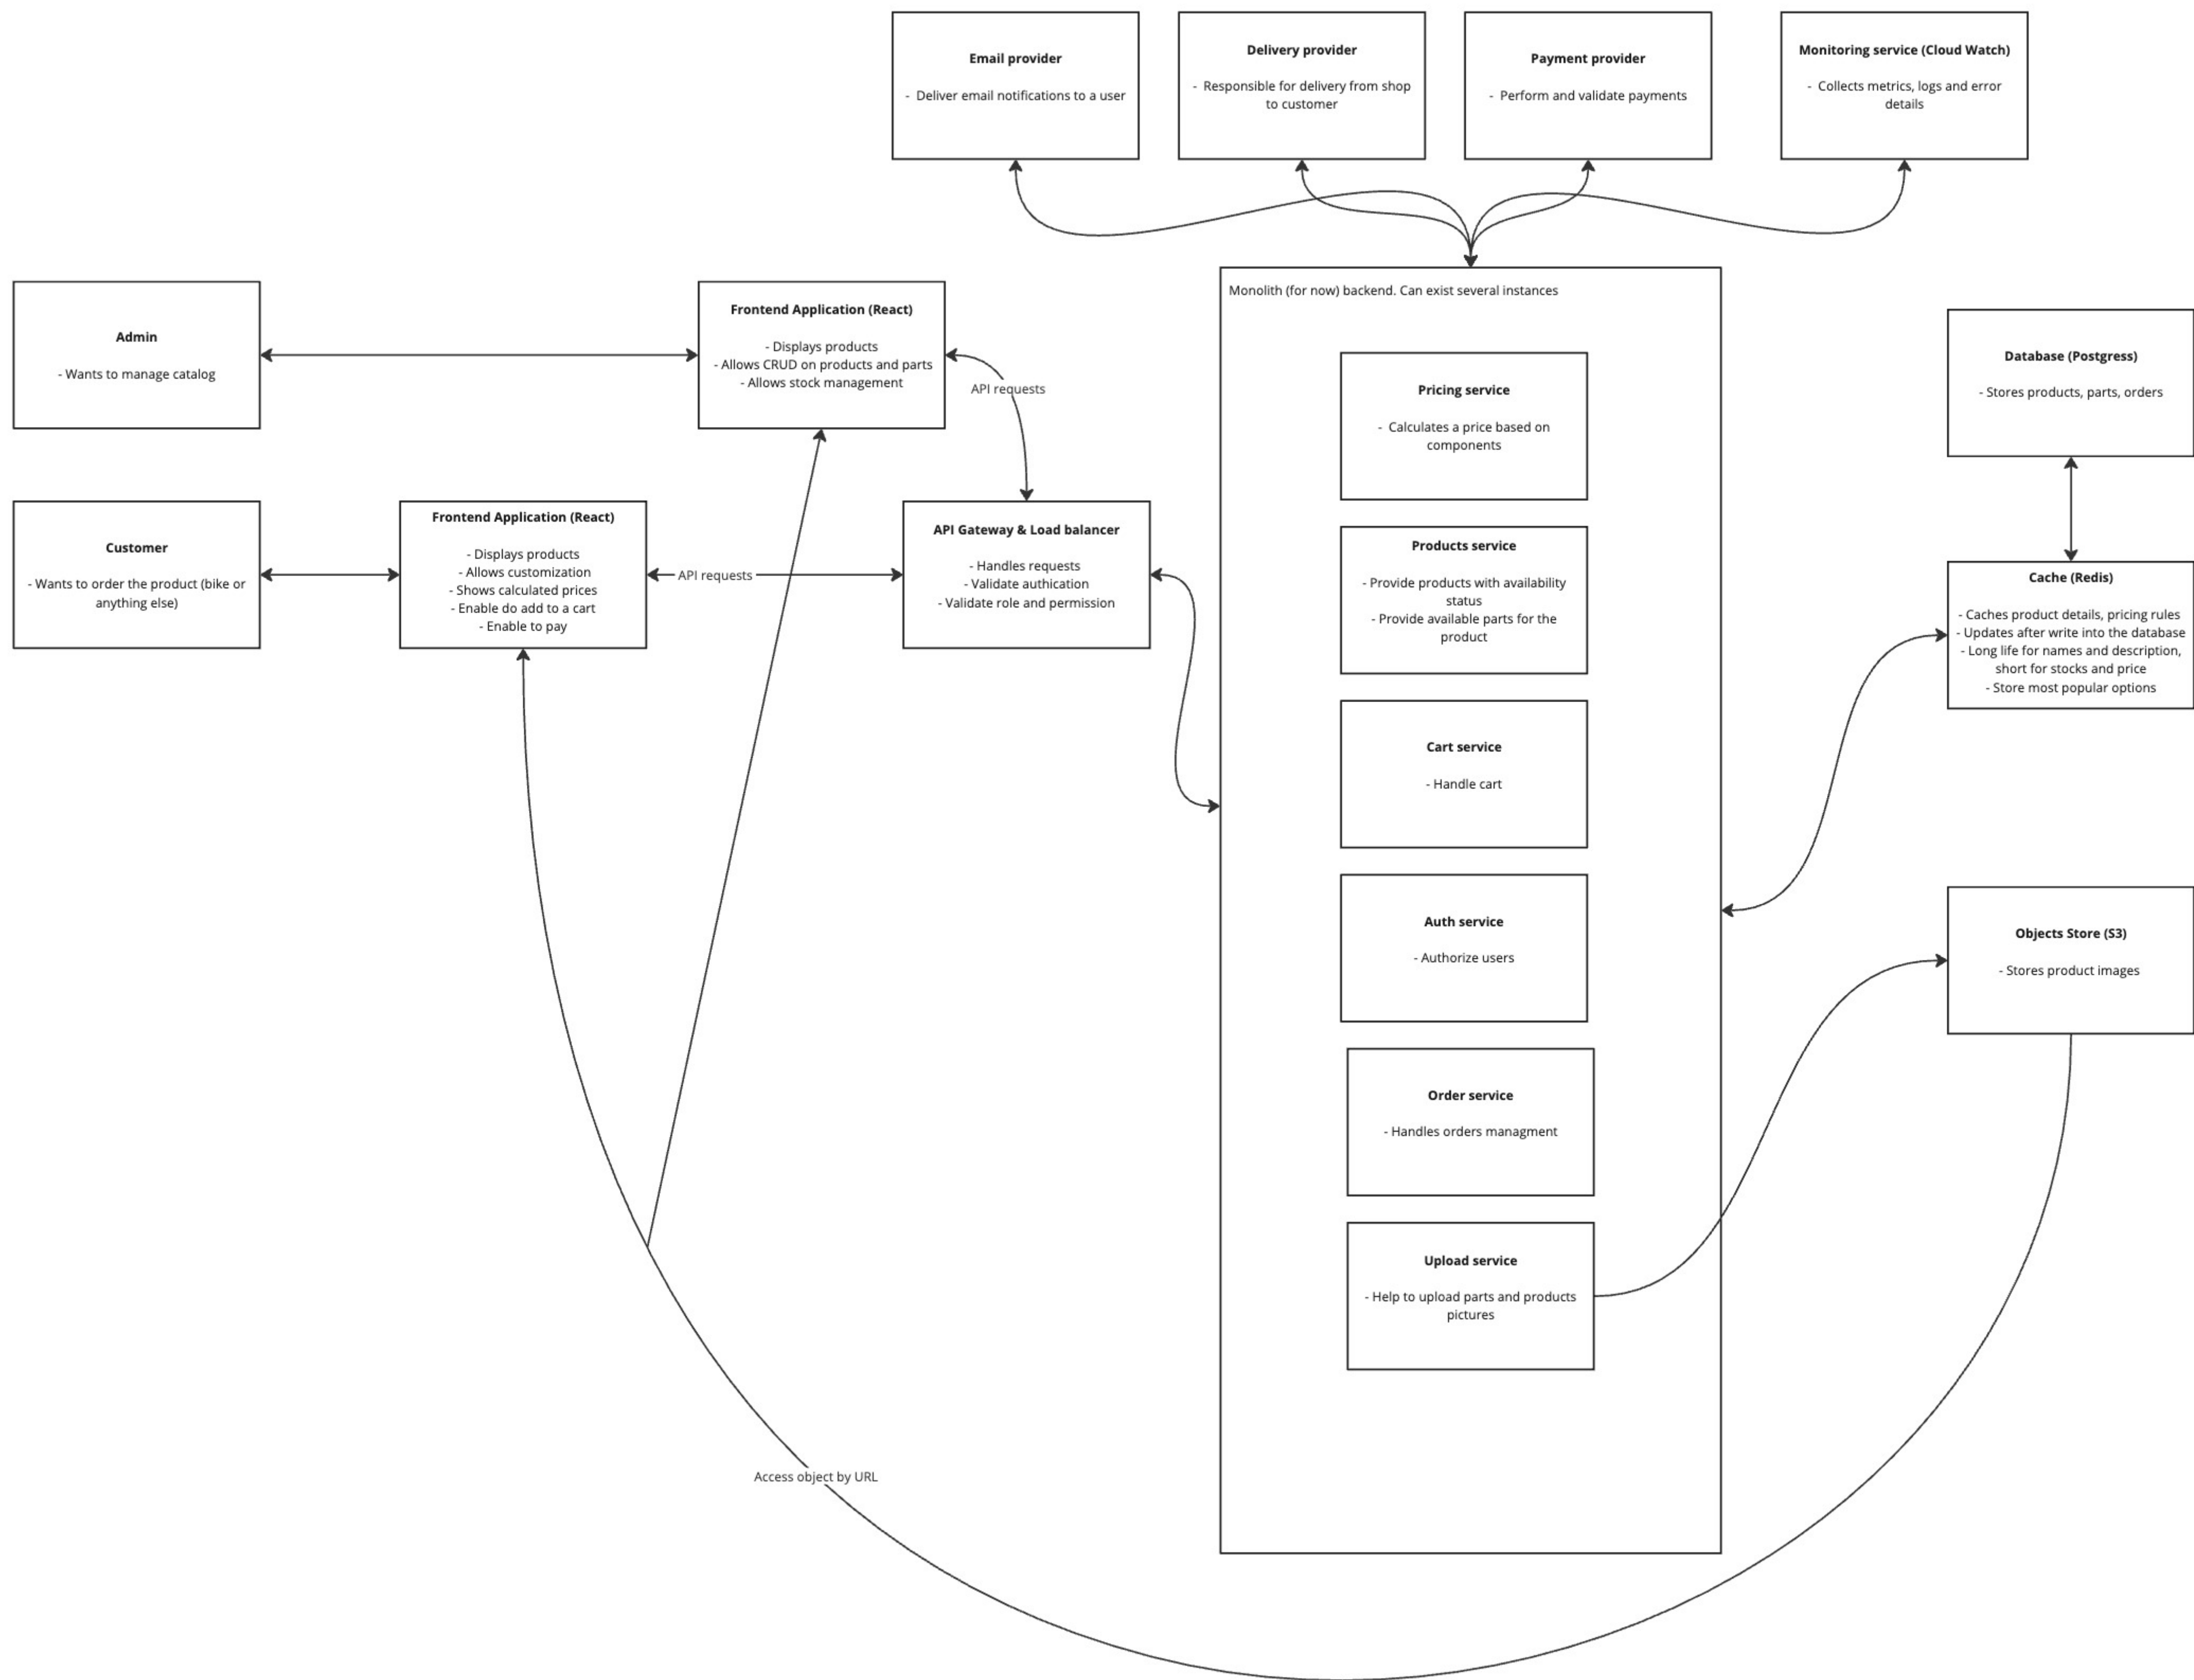 Email provider
- Deliver email notifications to a user
Delivery provider
- Responsible for delivery from shop
to customer
Payment provider
- Perform and validate payments
Monitoring service (Cloud Watch)
- Collects metrics, logs and error
details
Admin
- Wants to manage catalog
Frontend Application (React)
- Displays products
- Allows CRUD on products and parts
- Allows stock management
API requests
Customer
- Wants to order the product (bike or
anything else)
Frontend Application (React)
- Displays products
- Allows customization
- Shows calculated prices
- Enable do add to a cart
- Enable to pay
API requests
API Gateway & Load balancer
- Handles requests
- Validate authication
- Validate role and permission
Monolith (for now) backend. Can exist several instances
Pricing service
- Calculates a price based on
components
Products service
- Provide products with availability
status
- Provide available parts for the
product
Cart service
- Handle cart
Auth service
- Authorize users
Order service
- Handles orders managment
Upload service
- Help to upload parts and products
pictures
Database (Postgress)
- Stores products, parts, orders
Cache (Redis)
- Caches product details, pricing rules
- Updates after write into the database
- Long life for names and description,
short for stocks and price
- Store most popular options
Objects Store (S3)
- Stores product images
Access object by URL